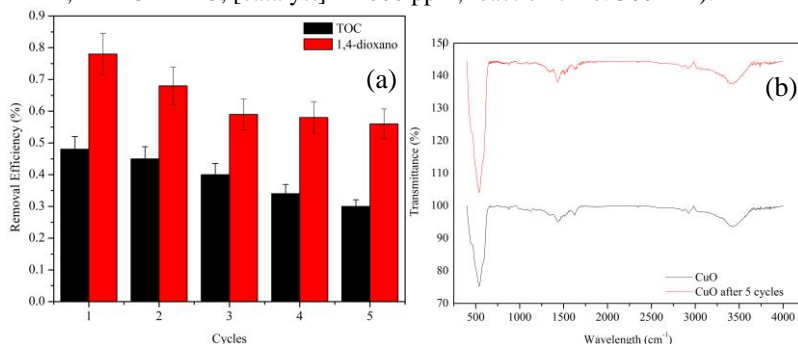 0.9
0.8
0.7
0.6
0.5
0.4
0.3
0.2
0.1
0.0
Removal Efficiency (%)
TOC
1,4-dioxano
(a)
1 2 3 4 5
Cycles
150
140
130
120
110
100
90
80
70
Transmittance (%)
(b)
CuO
CuO after 5 cycles
500 1000 1500 2000 2500 3000 3500 4000
Wavelength (cm⁻¹)